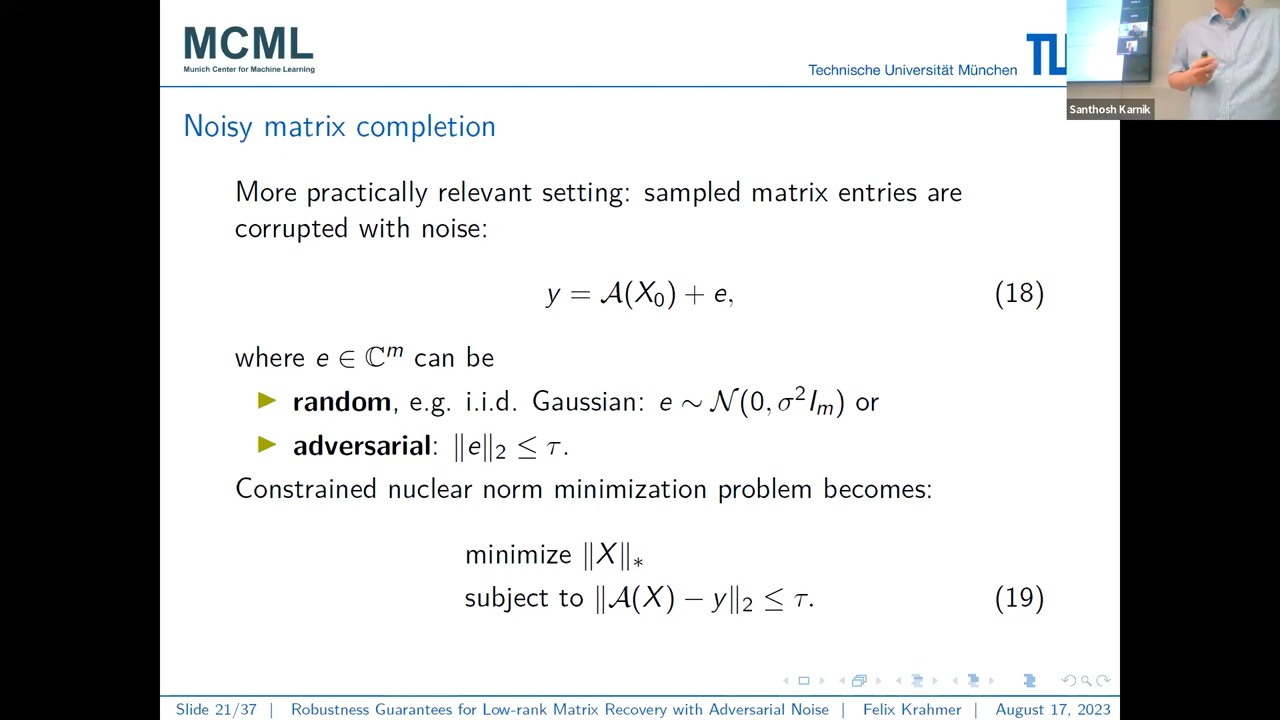 MCML
Munich Center for Machine Learning
Technische Universität München
TU
Santhosh Karnik
Noisy matrix completion
More practically relevant setting: sampled matrix entries are
corrupted with noise:
y = 𝒜(X₀) + e, (18)
where e ∈ ℂᵐ can be
▶ random, e.g. i.i.d. Gaussian: e ∼ 𝒩(0, σ²Iₘ) or
▶ adversarial: ‖e‖₂ ≤ τ.
Constrained nuclear norm minimization problem becomes:
minimize ‖X‖∗
subject to ‖𝒜(X) − y‖₂ ≤ τ. (19)
Slide 21/37 | Robustness Guarantees for Low-rank Matrix Recovery with Adversarial Noise | Felix Krahmer | August 17, 2023